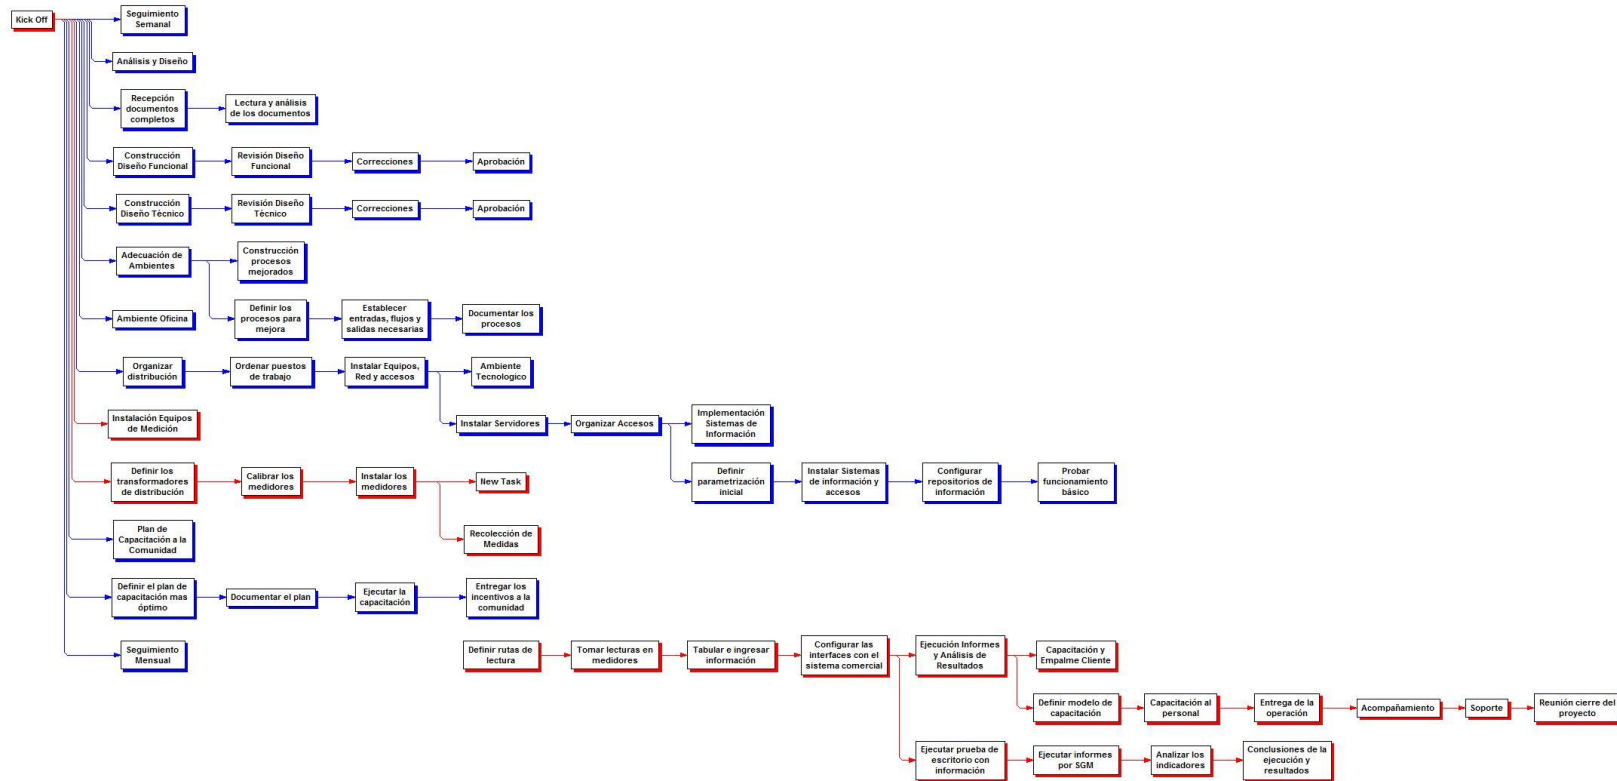 Kick Off
Seguimiento
Semanal
Análisis y Diseño
Recepción
documentos
completos
Lectura y análisis
de los documentos
Construcción
Diseño Funcional
Revisión Diseño
Funcional
Correcciones
Aprobación
Construcción
Diseño Tècnico
Revisión Diseño
Tècnico
Correcciones
Aprobación
Adecuación de
Ambientes
Construcción
procesos
mejorados
Ambiente Oficina
Definir los
procesos para
mejora
Establecer
entradas, flujos y
salidas necesarias
Documentar los
procesos
Organizar
distribución
Ordenar puestos
de trabajo
Instalar Equipos,
Red y accesos
Ambiente
Tecnologico
Instalación Equipos
de Medición
Instalar Servidores
Organizar Accesos
Implementación
Sistemas de
Información
Definir los
transformadores
de distribución
Calibrar los
medidores
Instalar los
medidores
New Task
Definir
parametrización
inicial
Instalar Sistemas
de información y
accesos
Configurar
repositorios de
información
Probar
funcionamiento
básico
Plan de
Capacitación a la
Comunidad
Recolección de
Medidas
Definir el plan de
capacitación mas
óptimo
Documentar el plan
Ejecutar la
capacitación
Entregar los
incentivos a la
comunidad
Seguimiento
Mensual
Definir rutas de
lectura
Tomar lecturas en
medidores
Tabular e ingresar
información
Configurar las
interfaces con el
sistema comercial
Ejecución Informes
y Análisis de
Resultados
Capacitación y
Empalme Cliente
Definir modelo de
capacitación
Capacitación al
personal
Entrega de la
operación
Acompañamiento
Soporte
Reunión cierre del
proyecto
Ejecutar prueba de
escritorio con
información
Ejecutar informes
por SGM
Analizar los
indicadores
Conclusiones de la
ejecución y
resultados